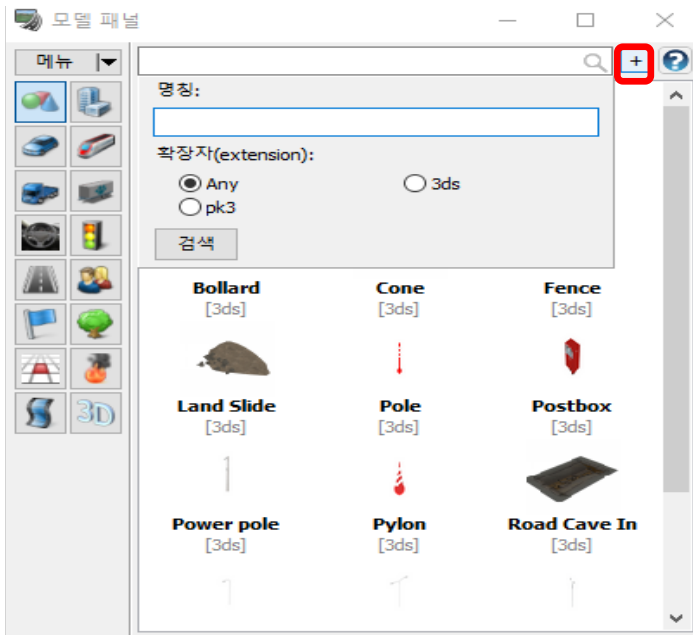 모델 패널
메뉴
+
?
명칭:
확장자(extension):
Any 3ds
pk3
검색
Bollard Cone Fence
[3ds] [3ds] [3ds]
Land Slide Pole Postbox
[3ds] [3ds] [3ds]
Power pole Pylon Road Cave In
[3ds] [3ds] [3ds]
3D